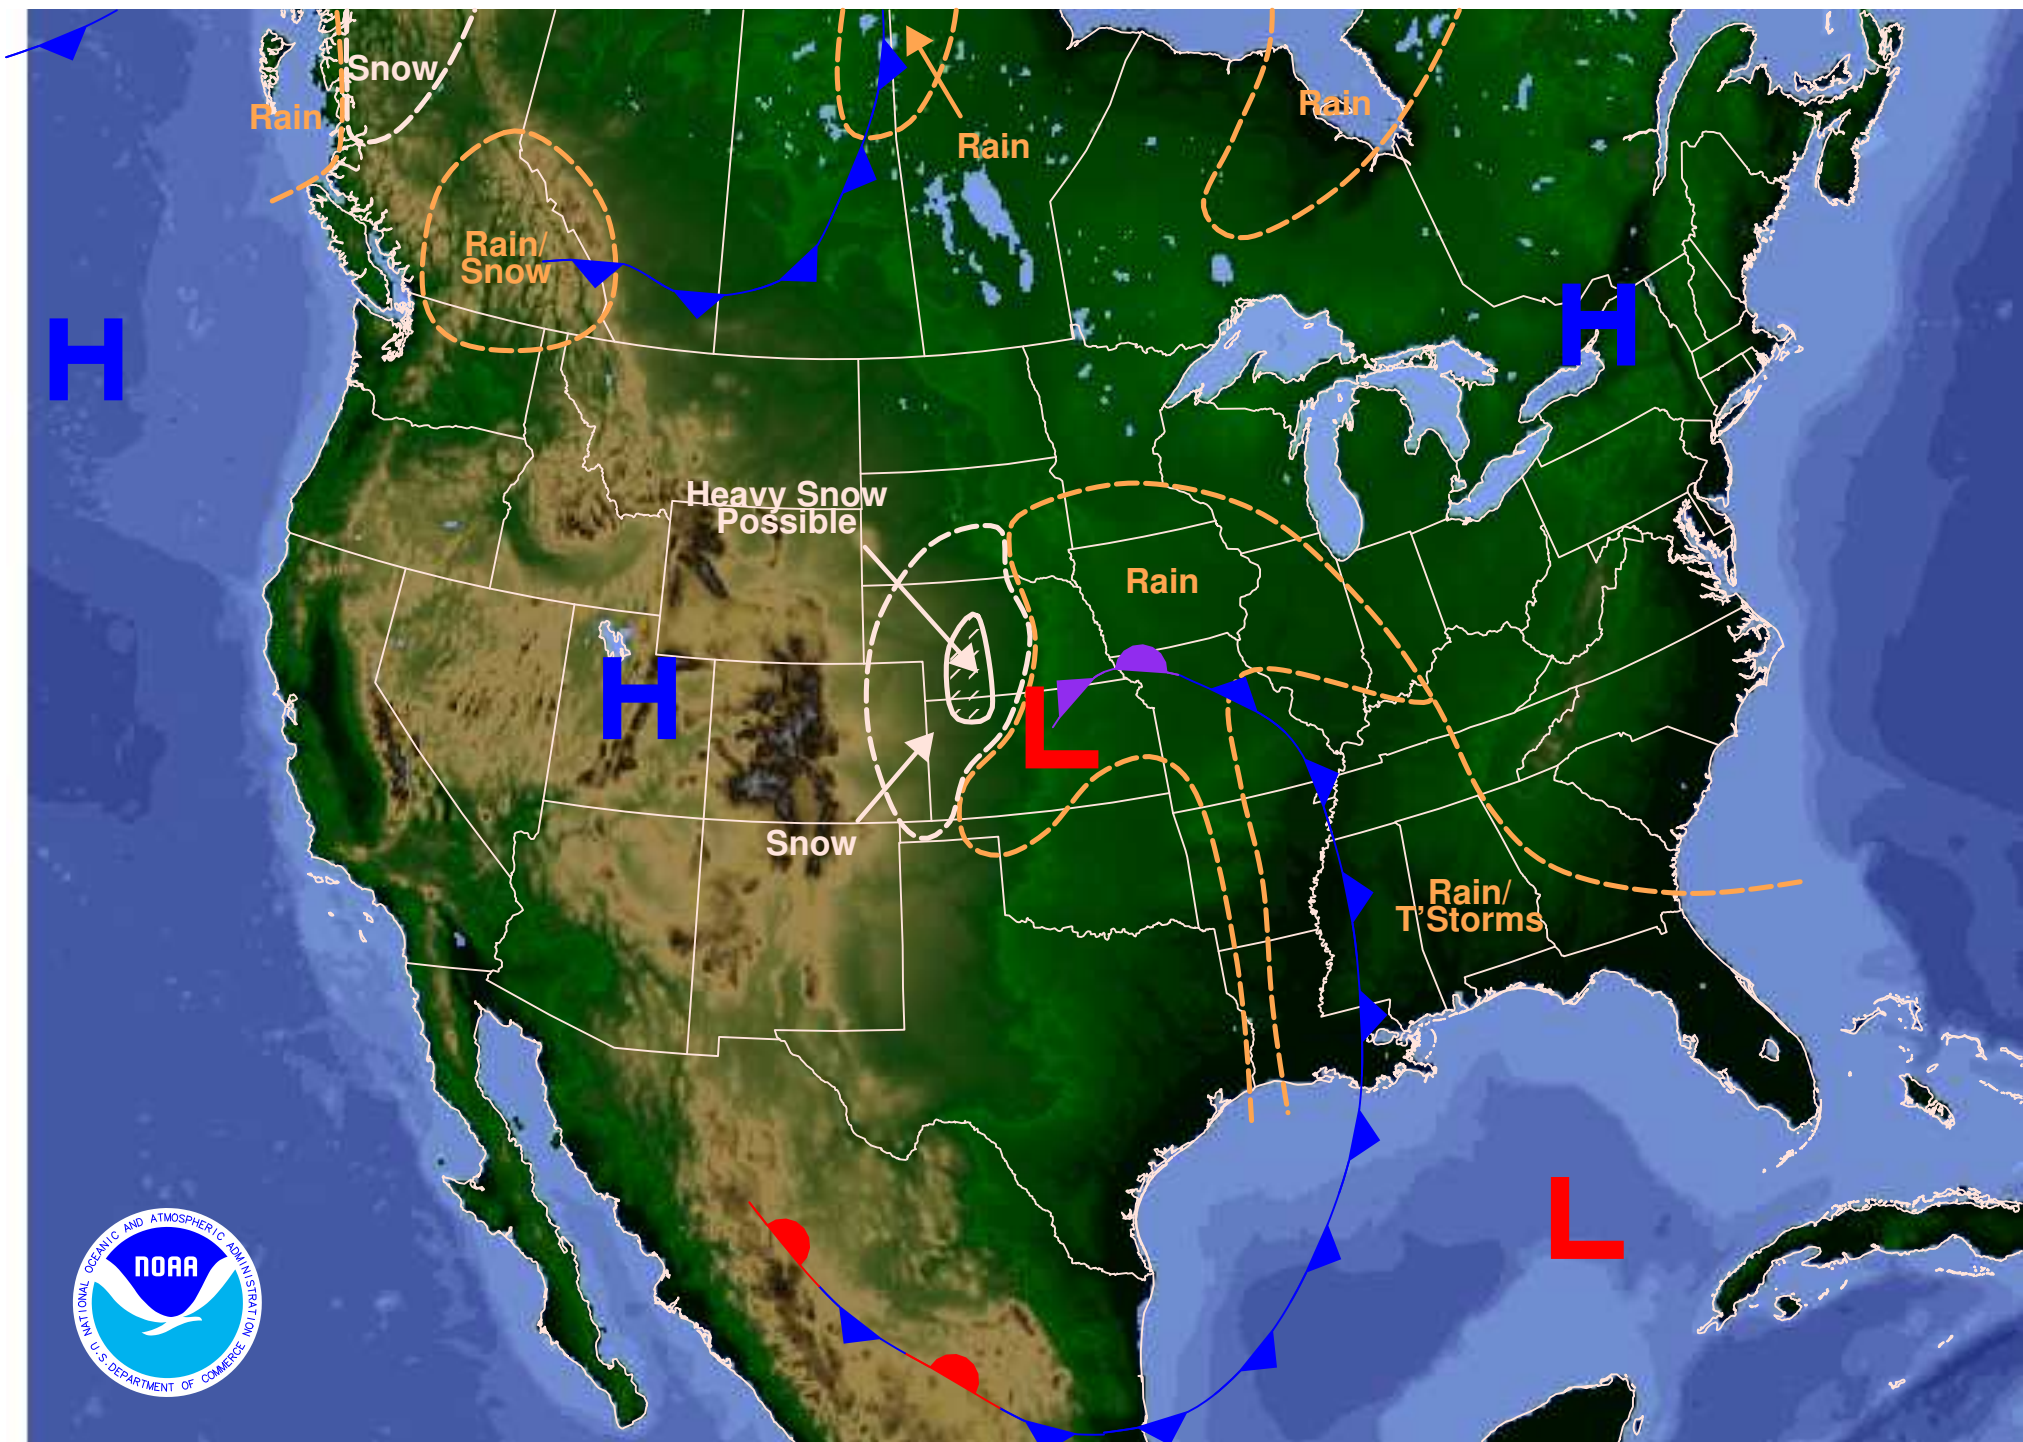 Snow
Rain
Rain
Rain
Rain/
Snow
H
H
Heavy Snow
Possible
Rain
H
L
Snow
Rain/
T'Storms
L
NATIONAL OCEANIC AND ATMOSPHERIC ADMINISTRATION
NOAA
U.S. DEPARTMENT OF COMMERCE